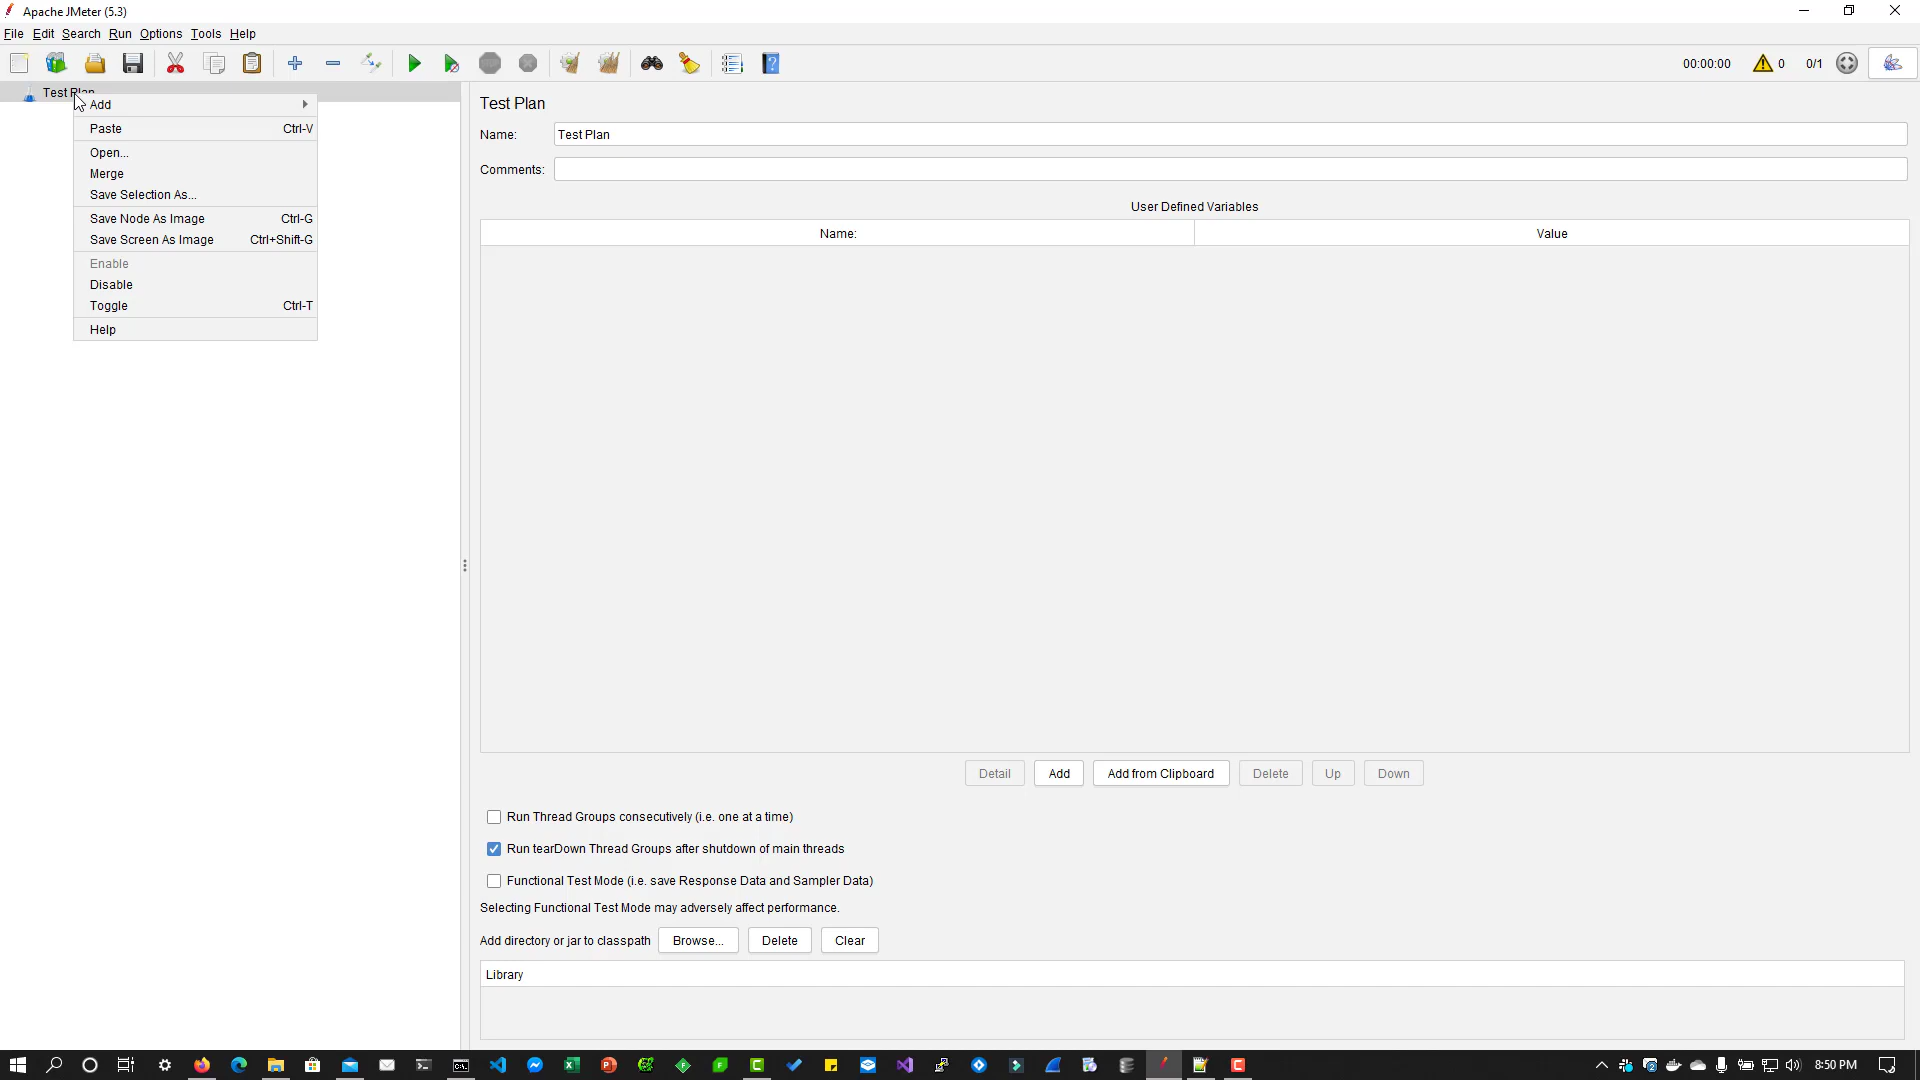 Apache JMeter (5.3)
File Edit Search Run Options Tools Help
00:00:00 0 0/1
Test Plan
Add
Paste Ctrl-V
Open...
Merge
Save Selection As...
Save Node As Image Ctrl-G
Save Screen As Image Ctrl+Shift-G
Enable
Disable
Toggle Ctrl-T
Help
Test Plan
Name: Test Plan
Comments:
User Defined Variables
Name: Value
Detail Add Add from Clipboard Delete Up Down
Run Thread Groups consecutively (i.e. one at a time)
Run tearDown Thread Groups after shutdown of main threads
Functional Test Mode (i.e. save Response Data and Sampler Data)
Selecting Functional Test Mode may adversely affect performance.
Add directory or jar to classpath Browse... Delete Clear
Library
8:50 PM